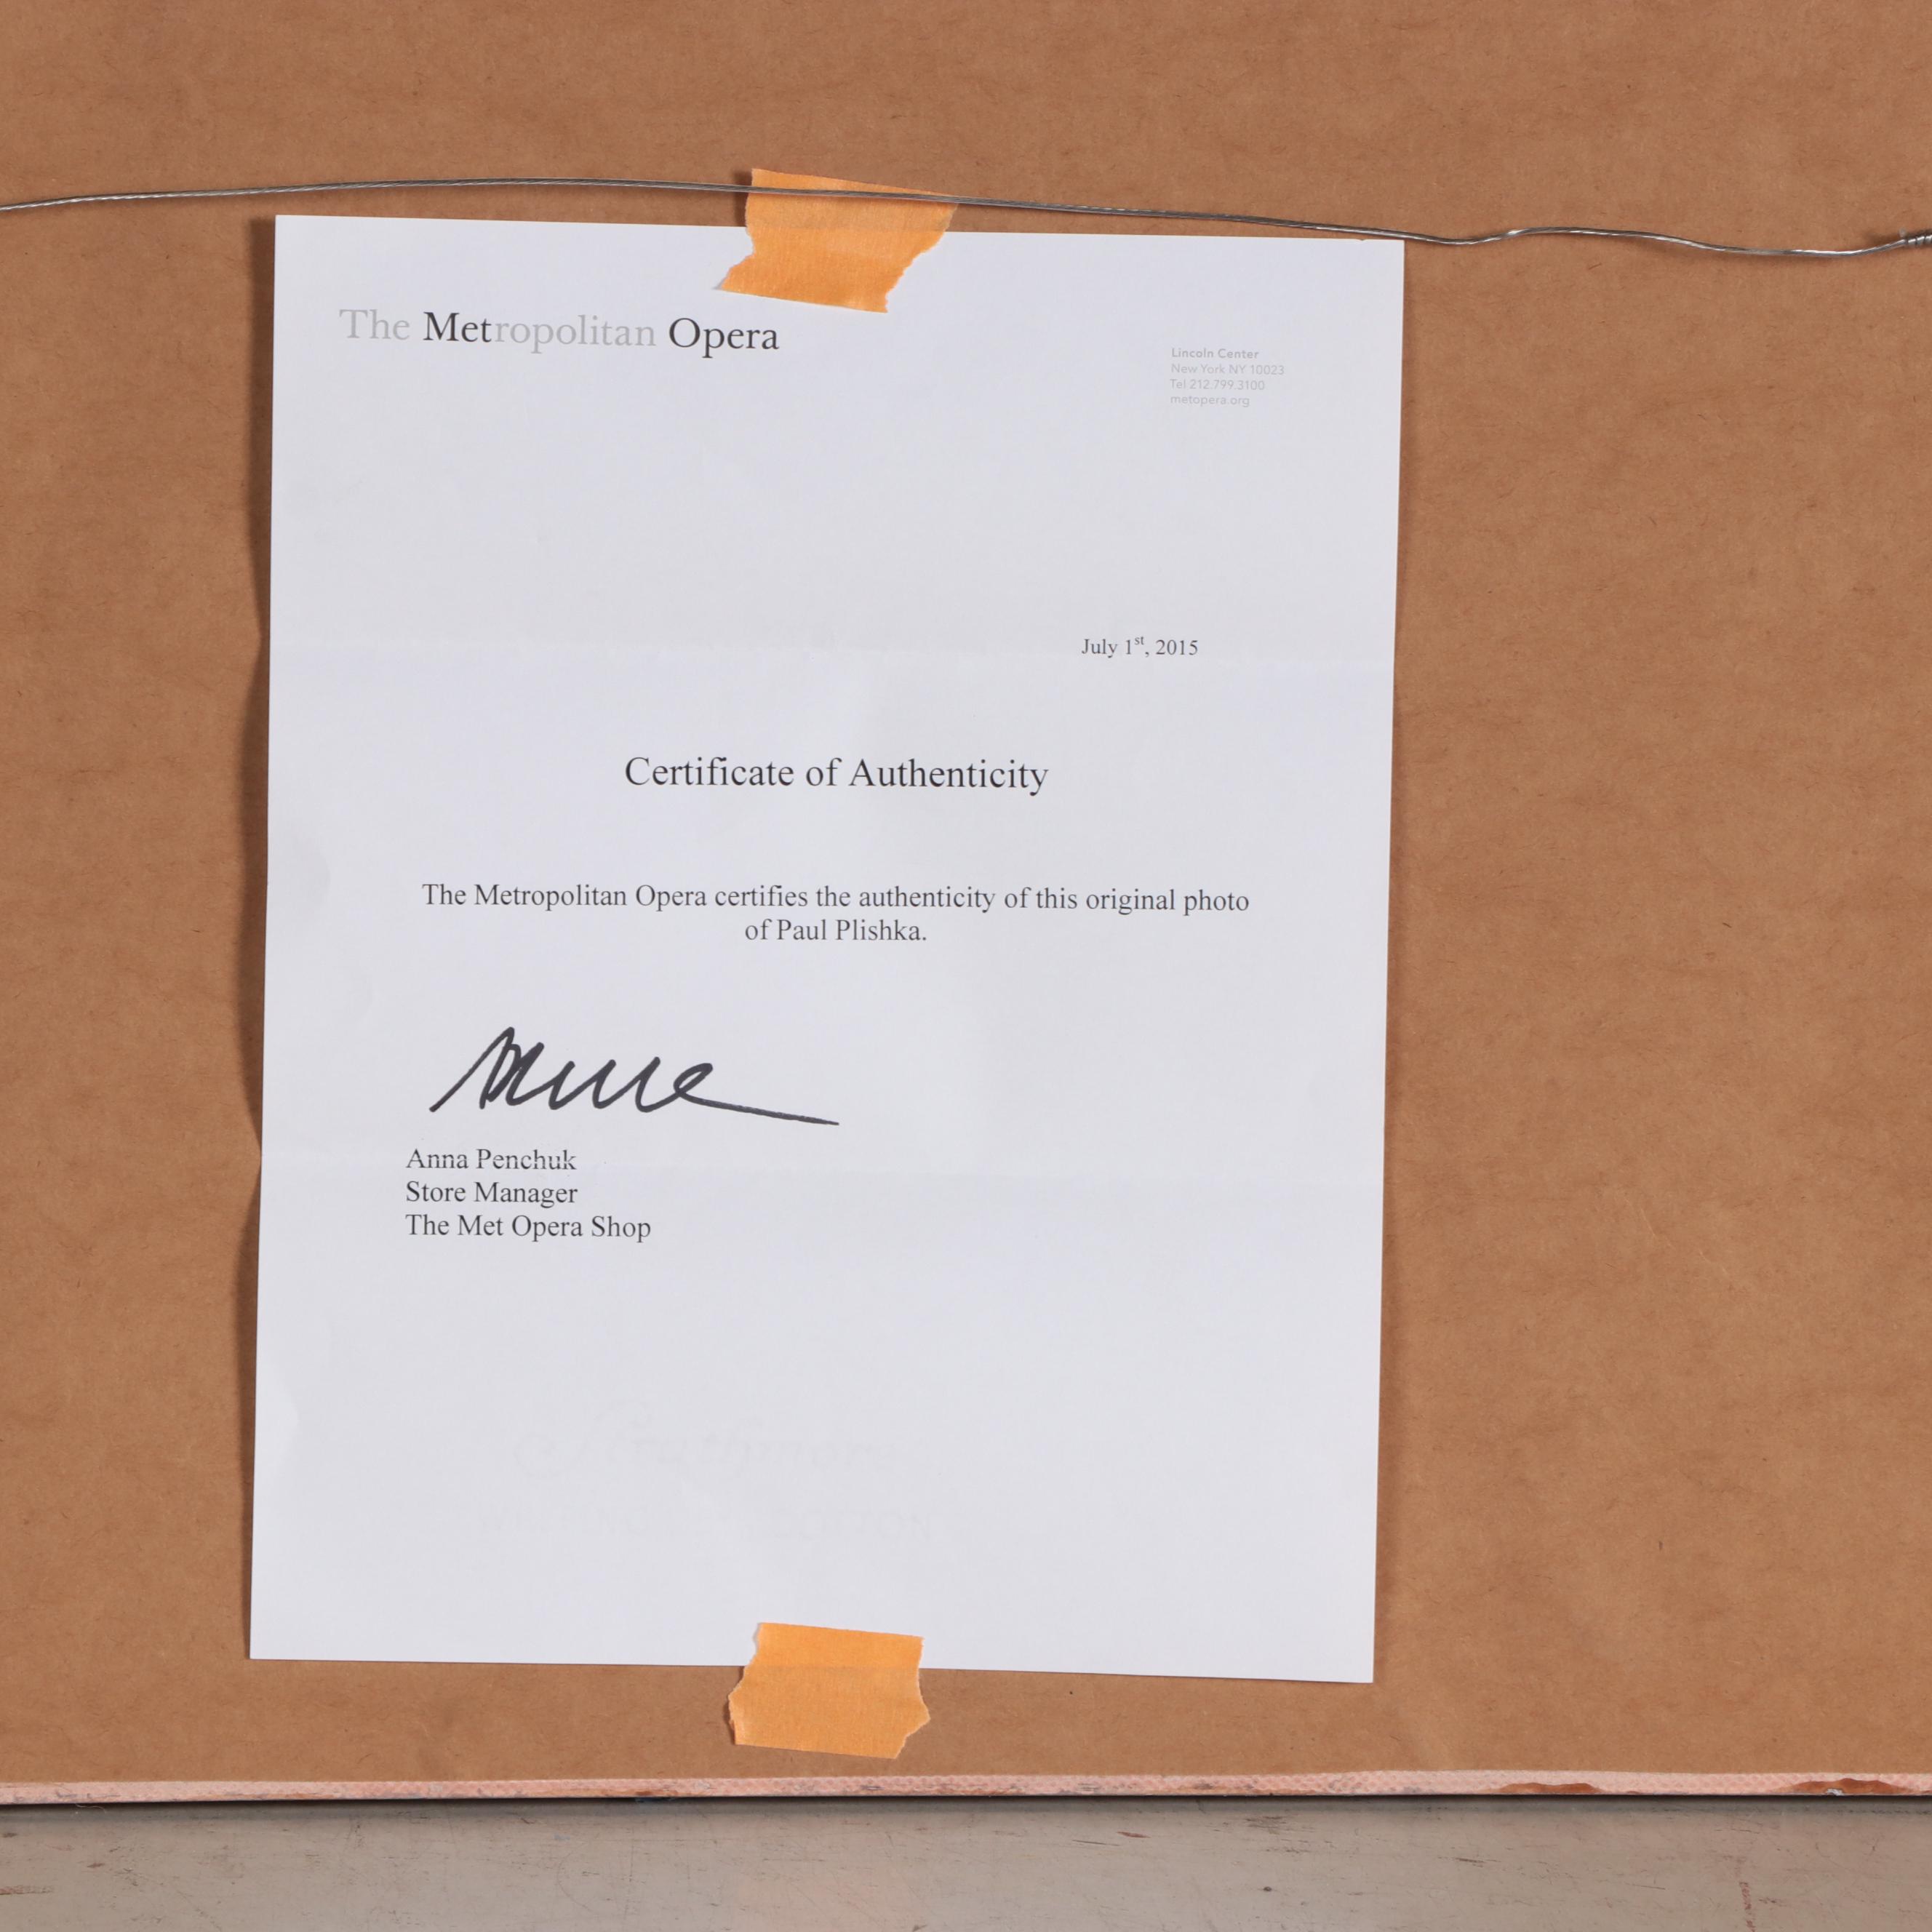 The Metropolitan Opera
Lincoln Center
New York NY 10023
Tel 212.799.3100
metopera.org
July 1st, 2015
Certificate of Authenticity
The Metropolitan Opera certifies the authenticity of this original photo
of Paul Plishka.
Anna Penchuk
Store Manager
The Met Opera Shop